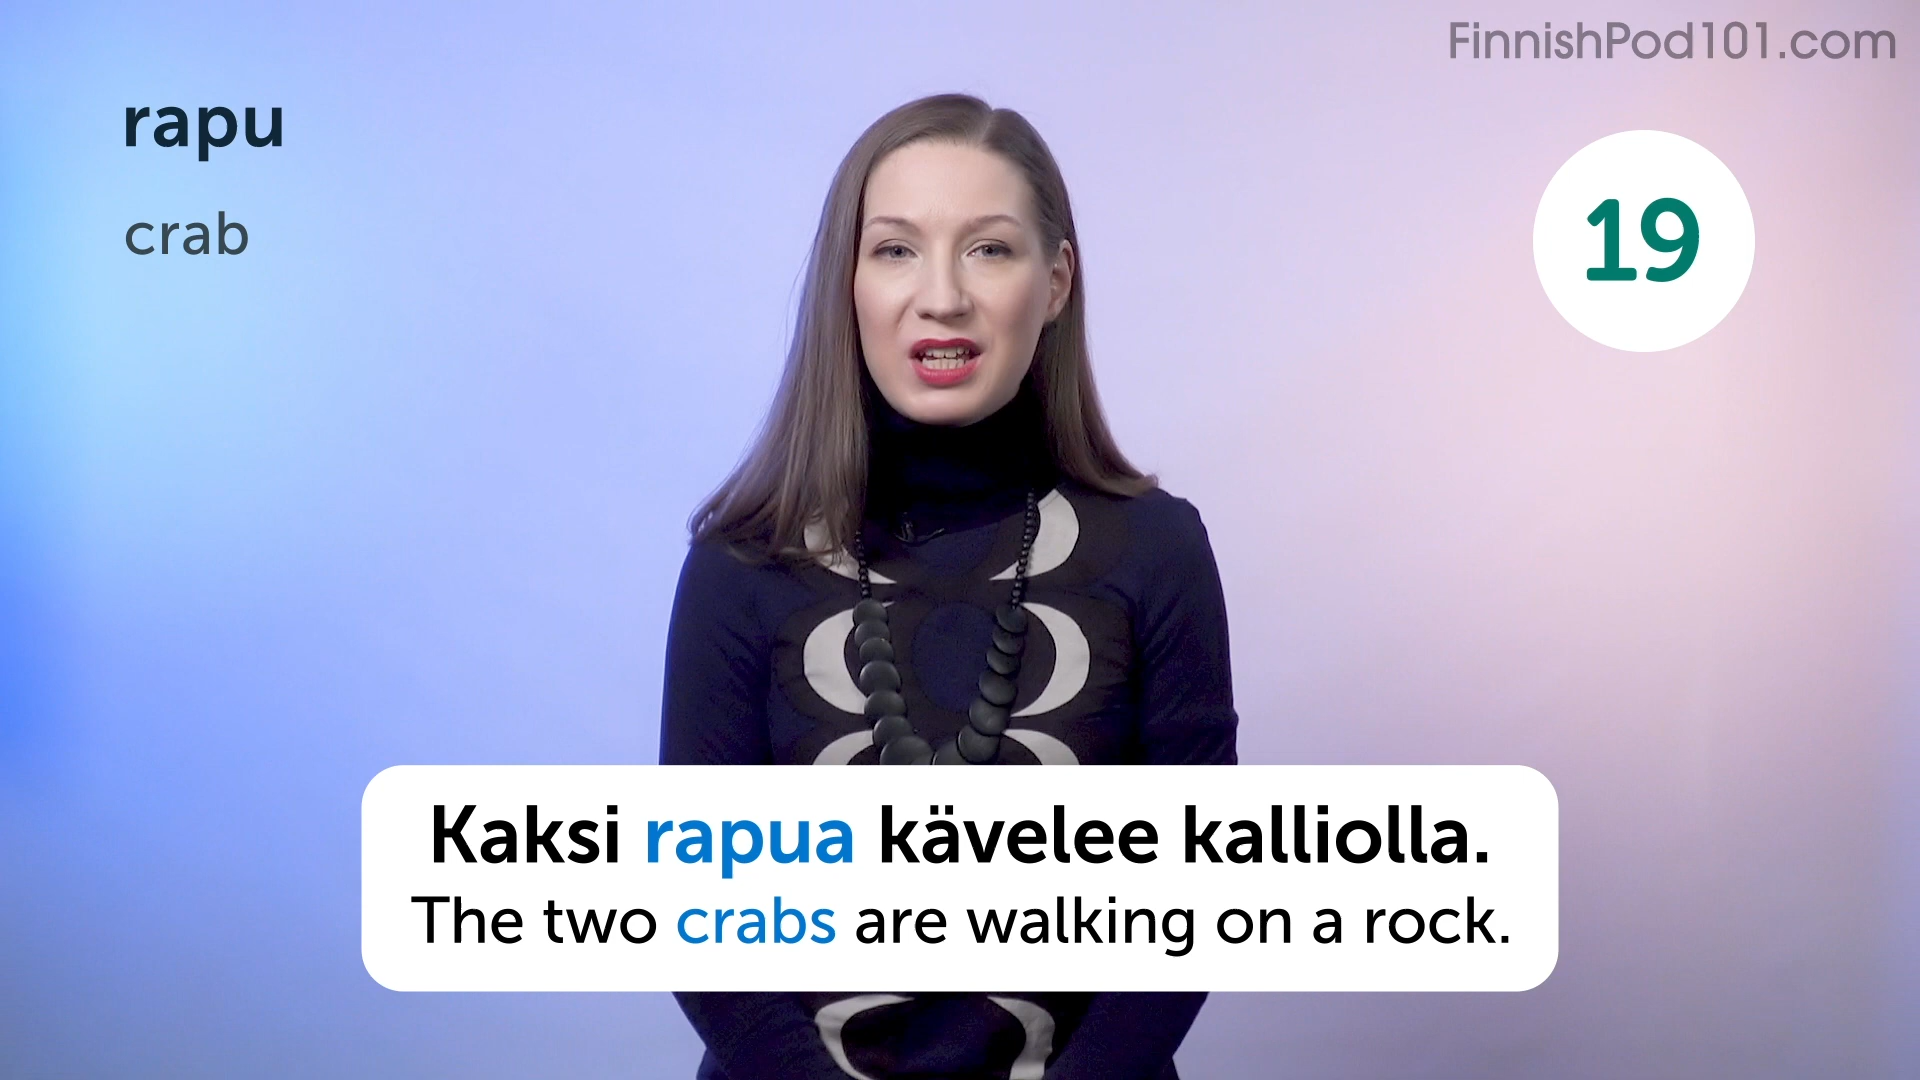 FinnishPod101.com
rapu
crab
19
Kaksi rapua kävelee kalliolla.
The two crabs are walking on a rock.